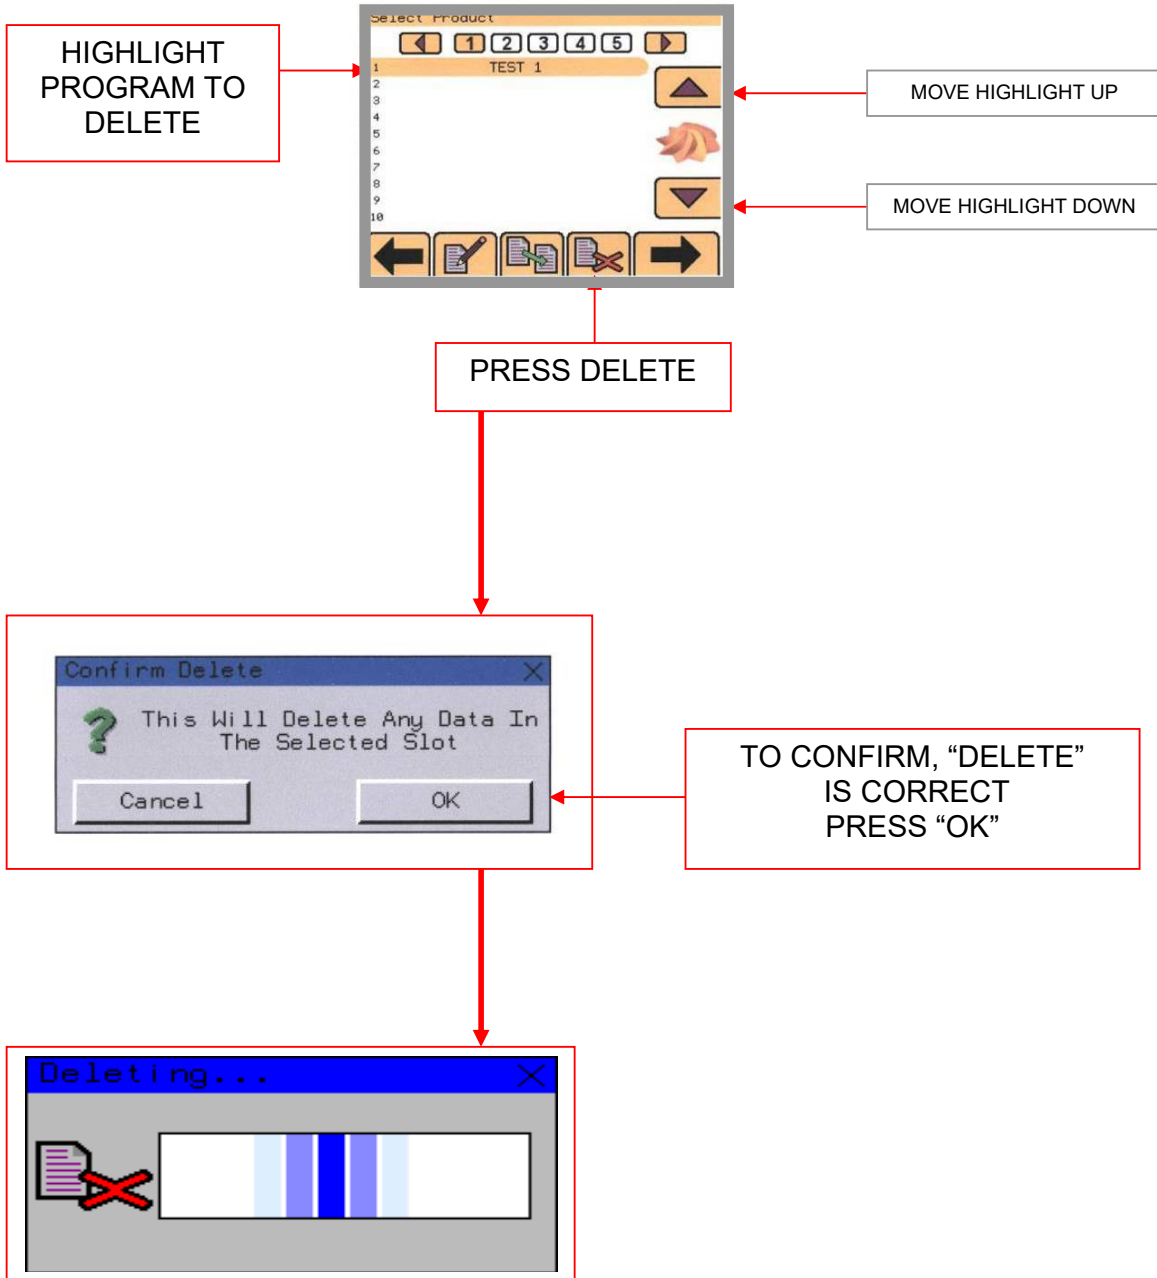 Select Product
HIGHLIGHT
PROGRAM TO
DELETE
1 2 3 4 5
1 TEST 1
2
3
4
5
6
7
8
9
10
MOVE HIGHLIGHT UP
MOVE HIGHLIGHT DOWN
PRESS DELETE
Confirm Delete
This Will Delete Any Data In
The Selected Slot
Cancel OK
TO CONFIRM, “DELETE”
IS CORRECT
PRESS “OK”
Deleting...